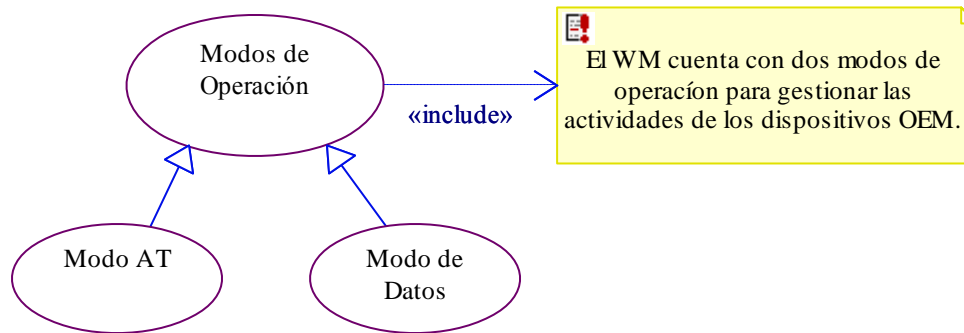 Modos de
Operación
«include»
El WM cuenta con dos modos de
operacíon para gestionar las
actividades de los dispositivos OEM.
Modo AT
Modo de
Datos